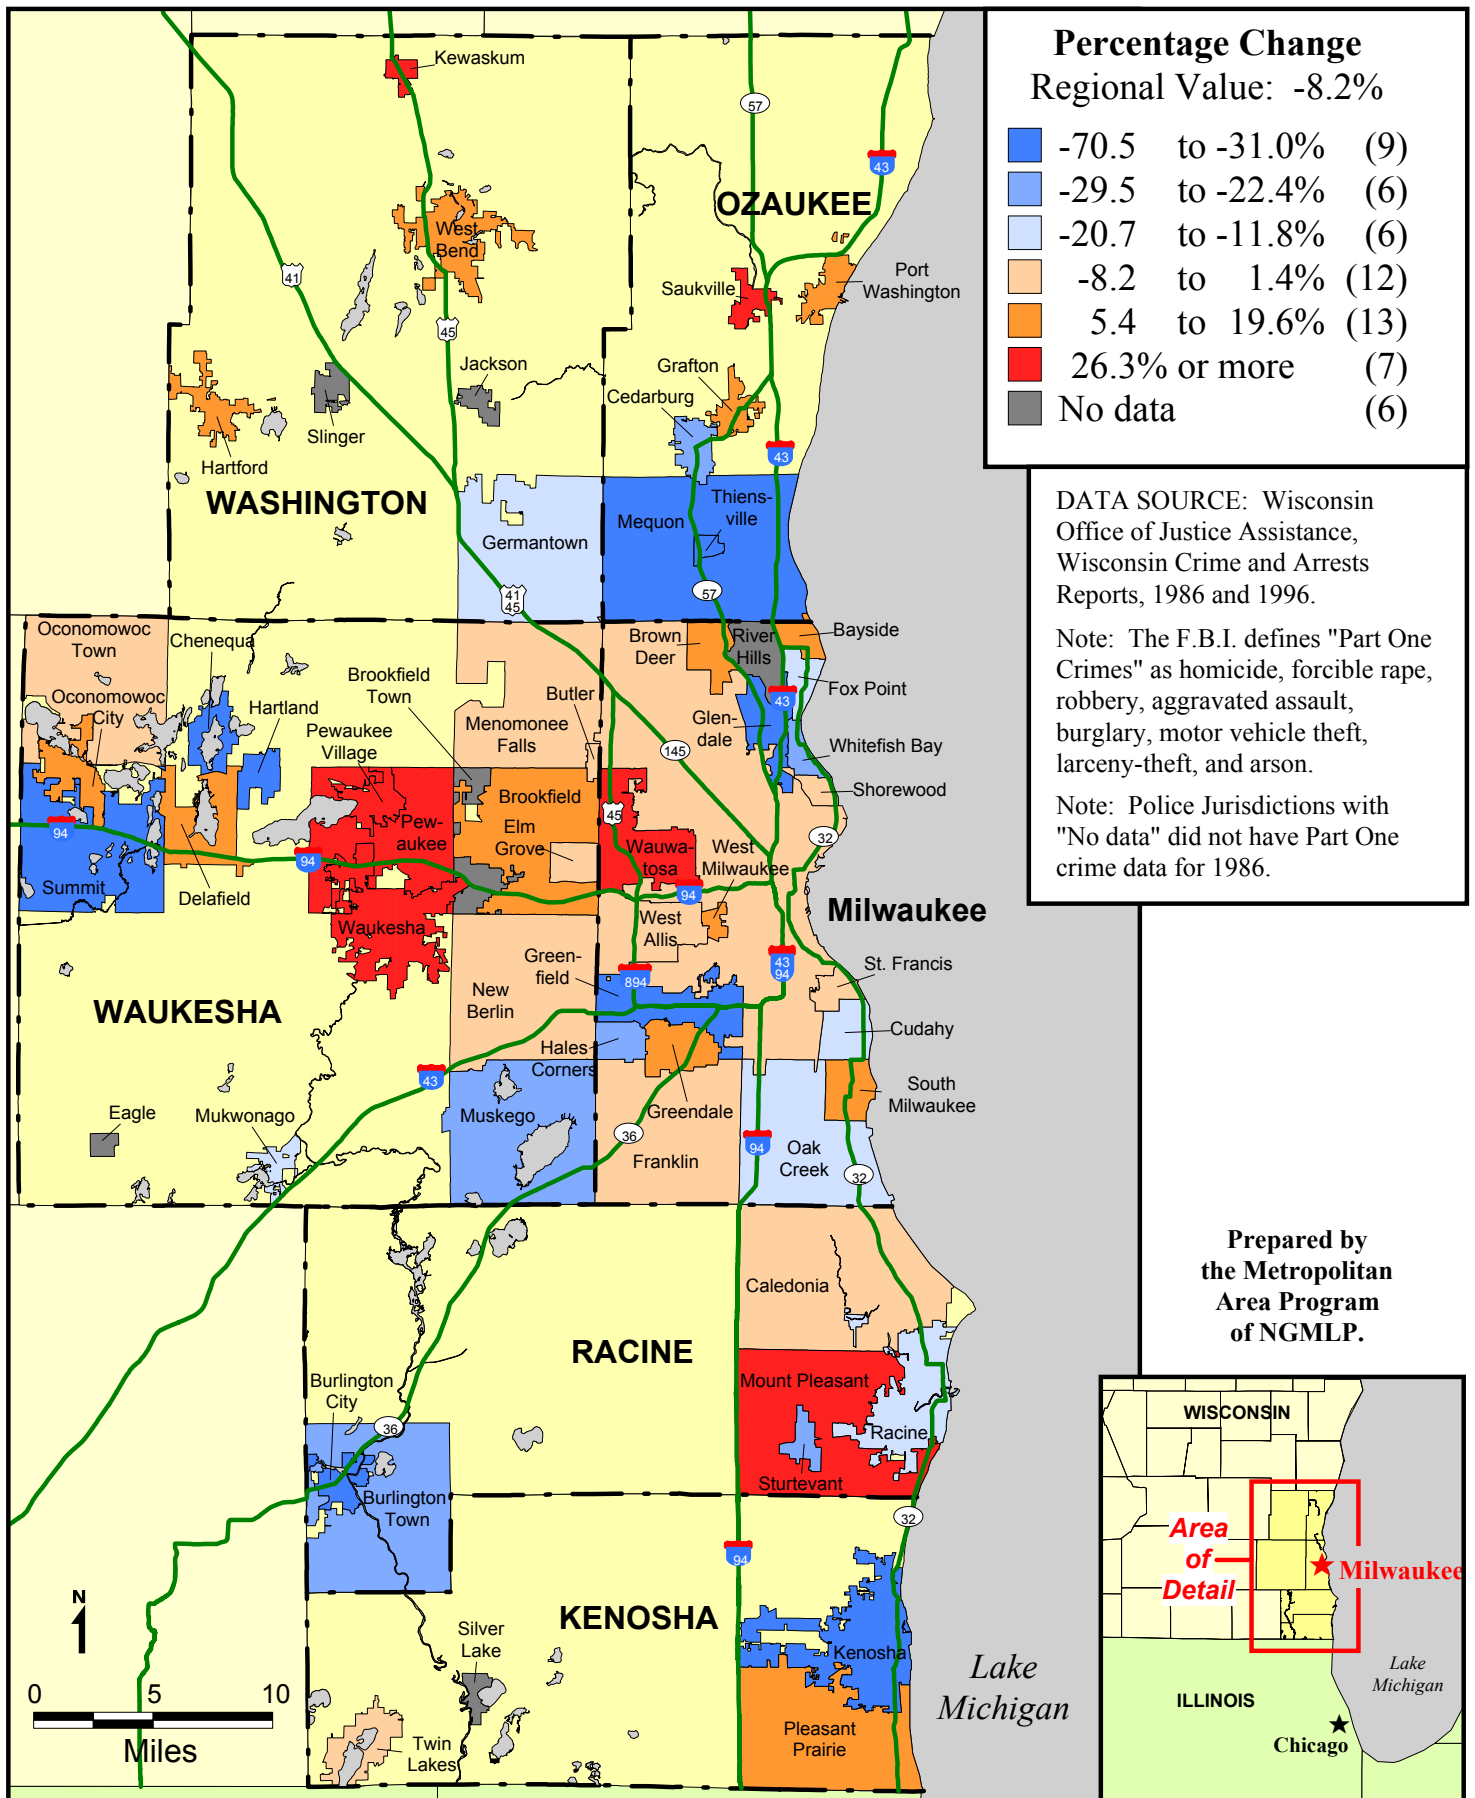 Percentage Change
Regional Value: -8.2%
-70.5 to -31.0% (9)
-29.5 to -22.4% (6)
-20.7 to -11.8% (6)
-8.2 to 1.4% (12)
5.4 to 19.6% (13)
26.3% or more (7)
No data (6)
DATA SOURCE: Wisconsin
Office of Justice Assistance,
Wisconsin Crime and Arrests
Reports, 1986 and 1996.
Note: The F.B.I. defines "Part One
Crimes" as homicide, forcible rape,
robbery, aggravated assault,
burglary, motor vehicle theft,
larceny-theft, and arson.
Note: Police Jurisdictions with
"No data" did not have Part One
crime data for 1986.
Kewaskum
57
43
OZAUKEE
West
Bend
41
Saukville
Port
Washington
45
Jackson
Slinger
Hartford
Grafton
Cedarburg
43
WASHINGTON
Germantown
Mequon
Thiens-
ville
41
45
57
Oconomowoc
Town
Chenequa
Oconomowoc
City
Hartland
Brookfield
Town
Pewaukee
Village
Butler
Menomonee
Falls
Brown
Deer
River
Hills
Bayside
Fox Point
43
Glen-
dale
Whitefish Bay
145
Shorewood
Brookfield
45
32
94
Elm
Grove
Pew-
aukee
94
Wauwa-
tosa
West
Milwaukee
94
Summit
Delafield
Milwaukee
Waukesha
West
Allis
Green-
field
894
43
94
St. Francis
WAUKESHA
New
Berlin
Cudahy
Hales
Corners
43
South
Milwaukee
Eagle
Mukwonago
Muskego
Greendale
36
Franklin
94
Oak
Creek
32
Caledonia
RACINE
Mount Pleasant
Burlington
City
36
Racine
Sturtevant
Burlington
Town
32
94
KENOSHA
Silver
Lake
Kenosha
Pleasant
Prairie
Twin
Lakes
Lake
Michigan
N
0 5 10
Miles
Prepared by
the Metropolitan
Area Program
of NGMLP.
WISCONSIN
Area
of
Detail
Milwaukee
Lake
Michigan
ILLINOIS
Chicago